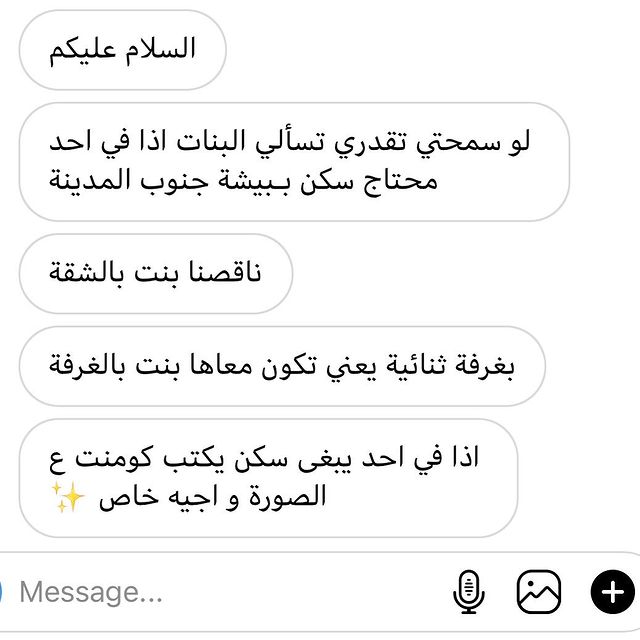 السلام عليكم
لو سمحتي تقدري تسألي البنات اذا في احد
محتاج سكن بـبيشة جنوب المدينة
ناقصنا بنت بالشقة
بغرفة ثنائية يعني تكون معاها بنت بالغرفة
اذا في احد يبغى سكن يكتب كومنت ع
الصورة و اجيه خاص ✨
Message...